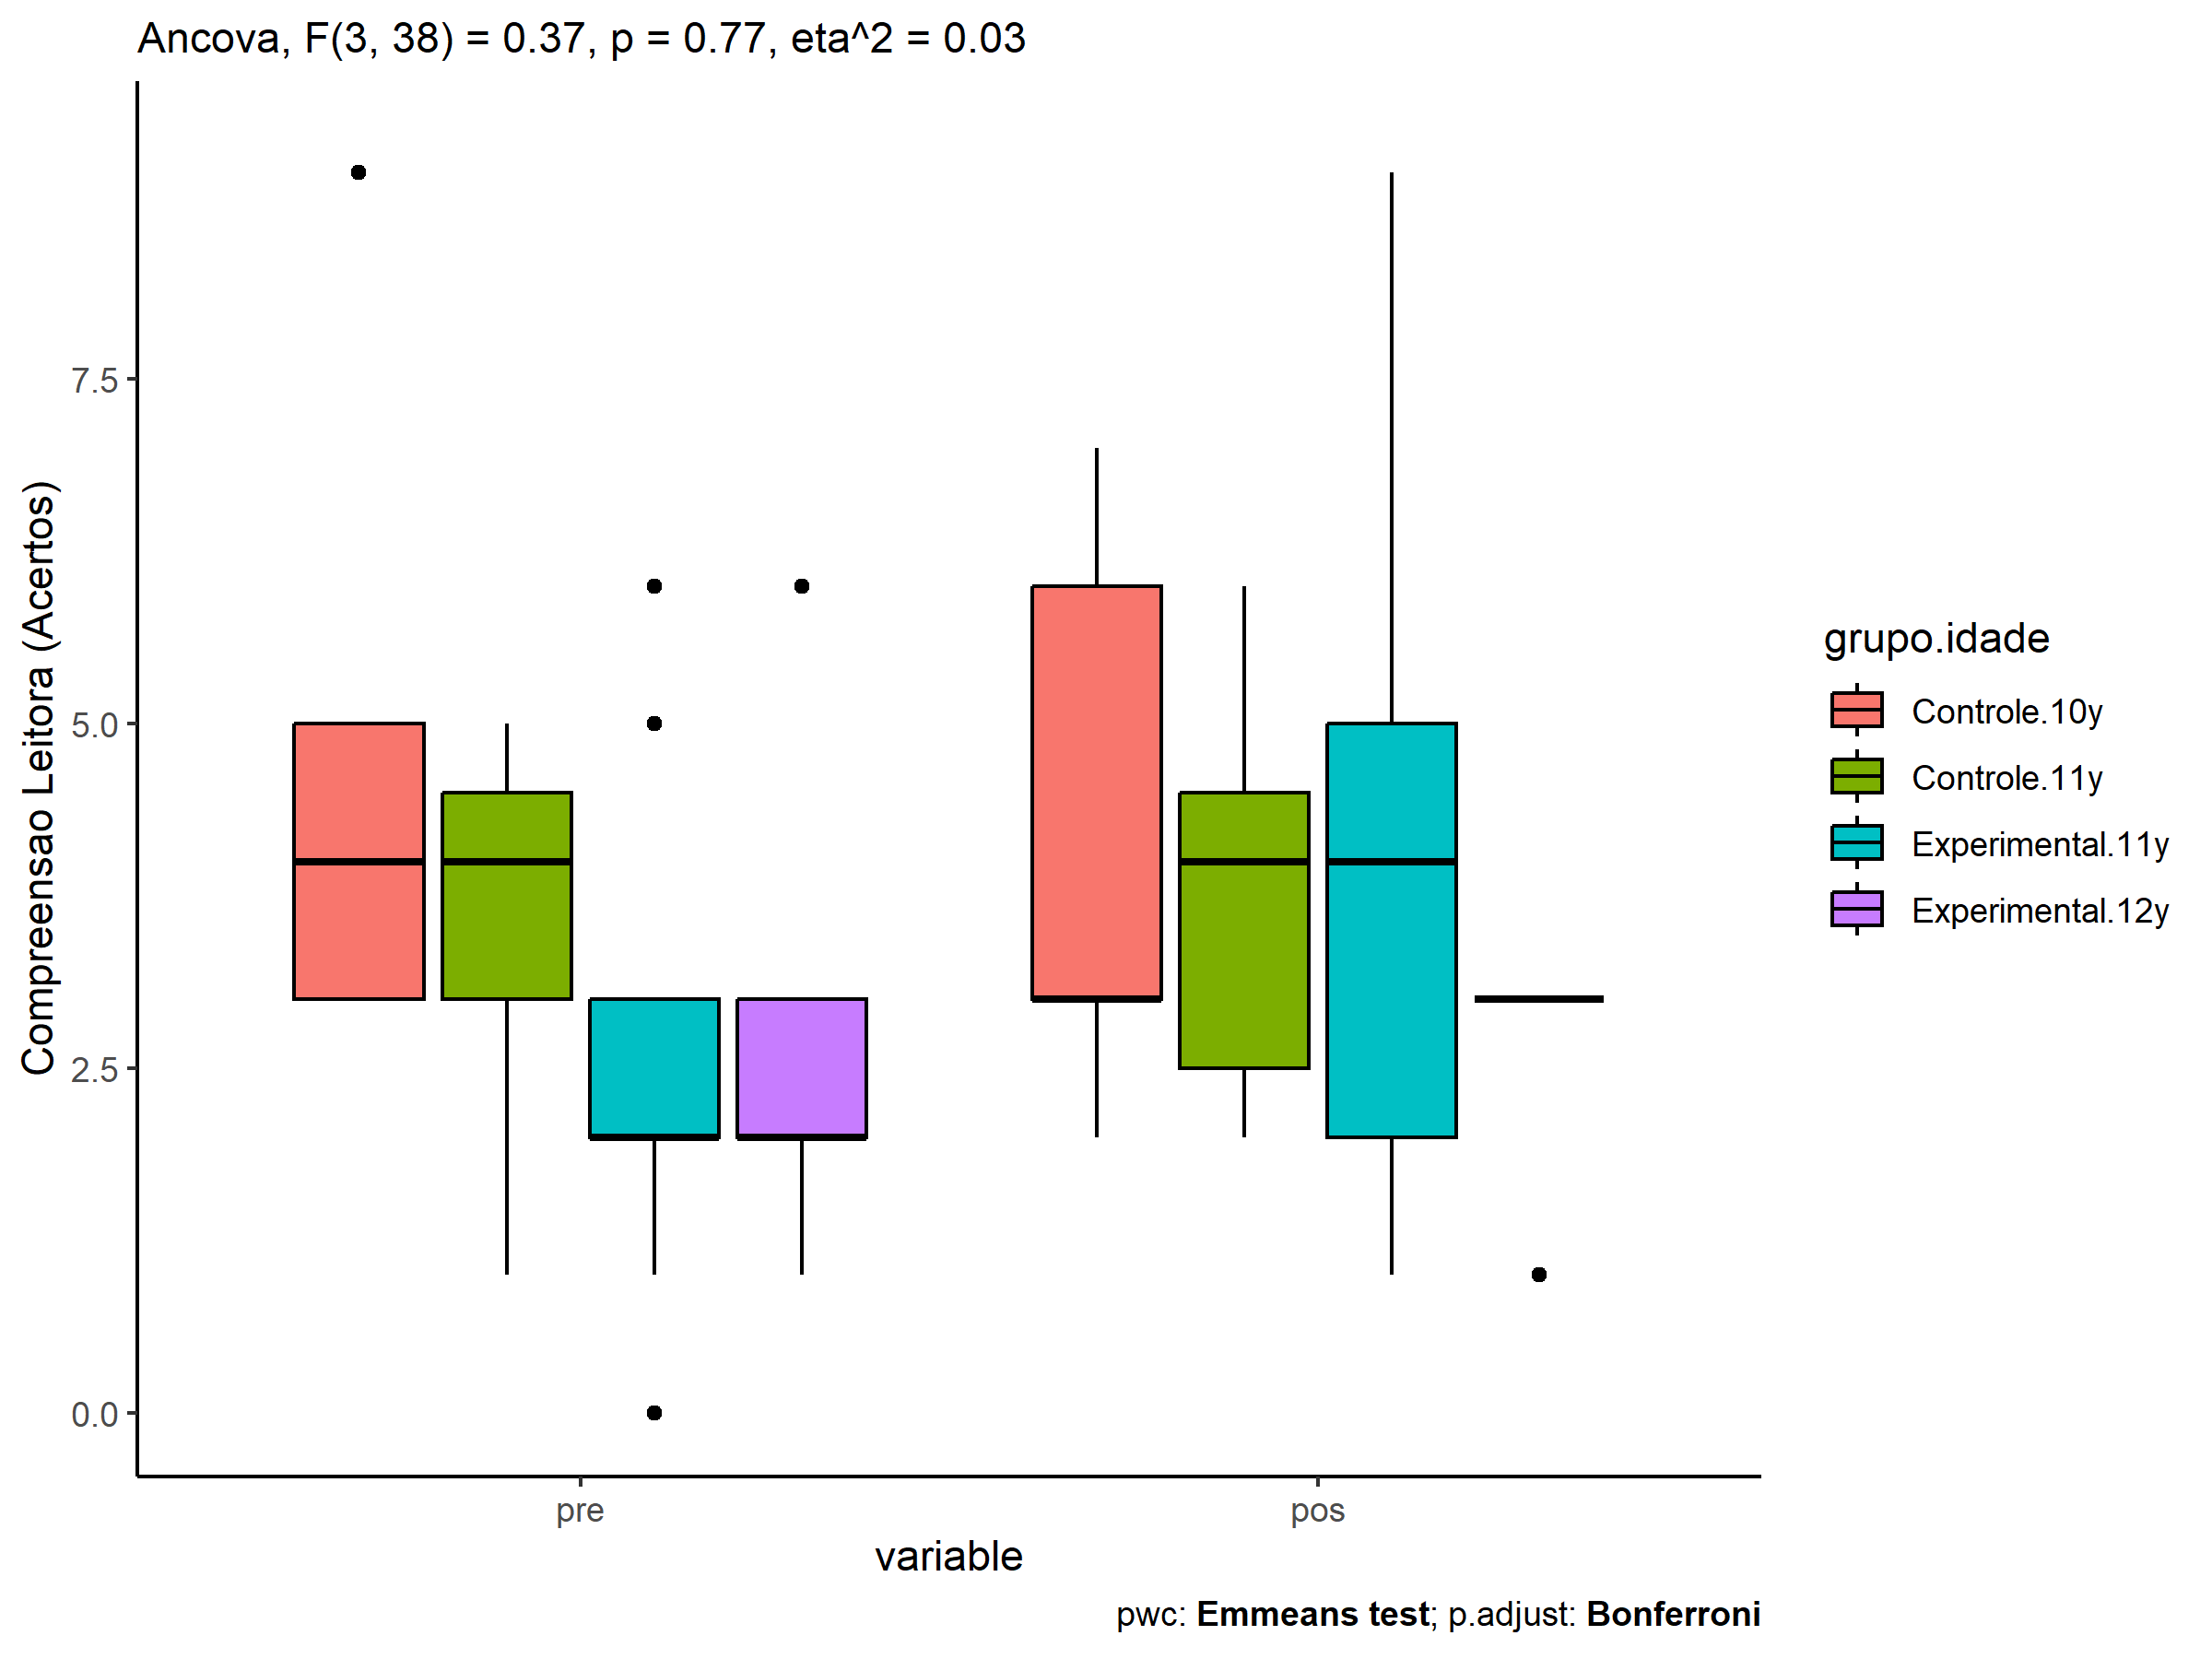 Ancova, F(3, 38) = 0.37, p = 0.77, eta^2 = 0.03
Compreensao Leitora (Acertos)
7.5
5.0
2.5
0.0
pre
pos
variable
grupo.idade
Controle.10y
Controle.11y
Experimental.11y
Experimental.12y
pwc: Emmeans test; p.adjust: Bonferroni